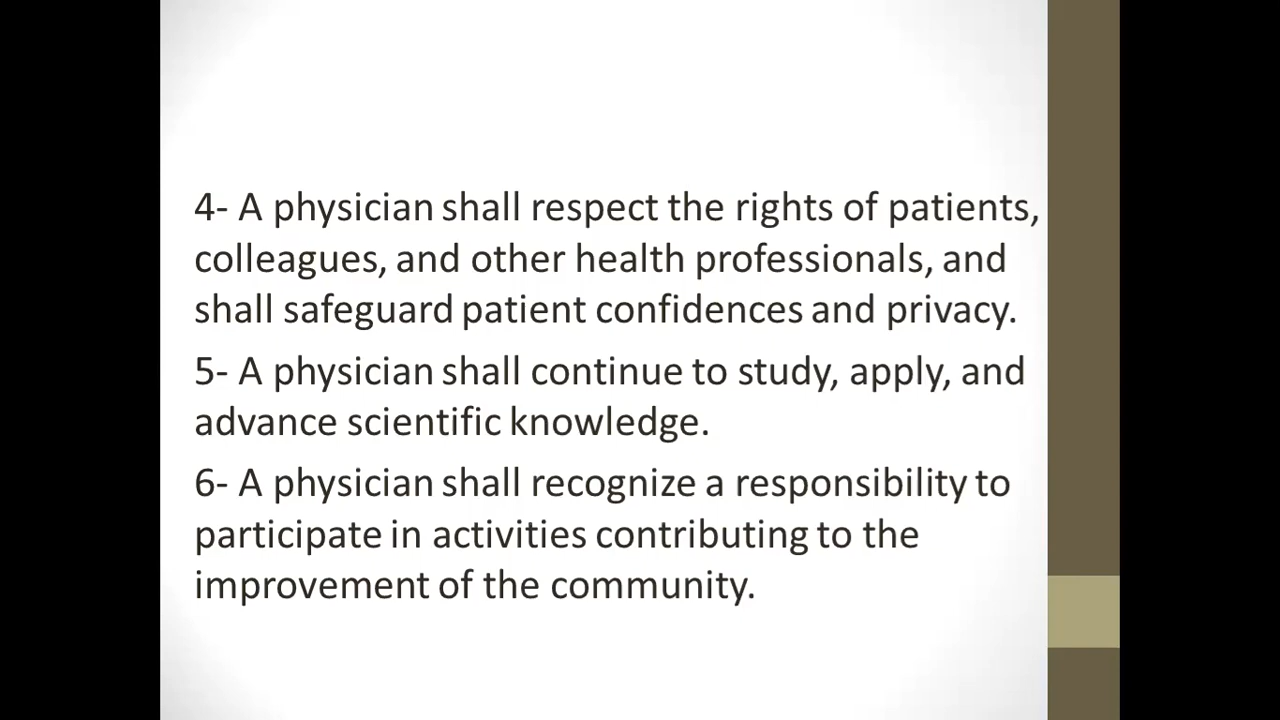 4- A physician shall respect the rights of patients,
colleagues, and other health professionals, and
shall safeguard patient confidences and privacy.
5- A physician shall continue to study, apply, and
advance scientific knowledge.
6- A physician shall recognize a responsibility to
participate in activities contributing to the
improvement of the community.